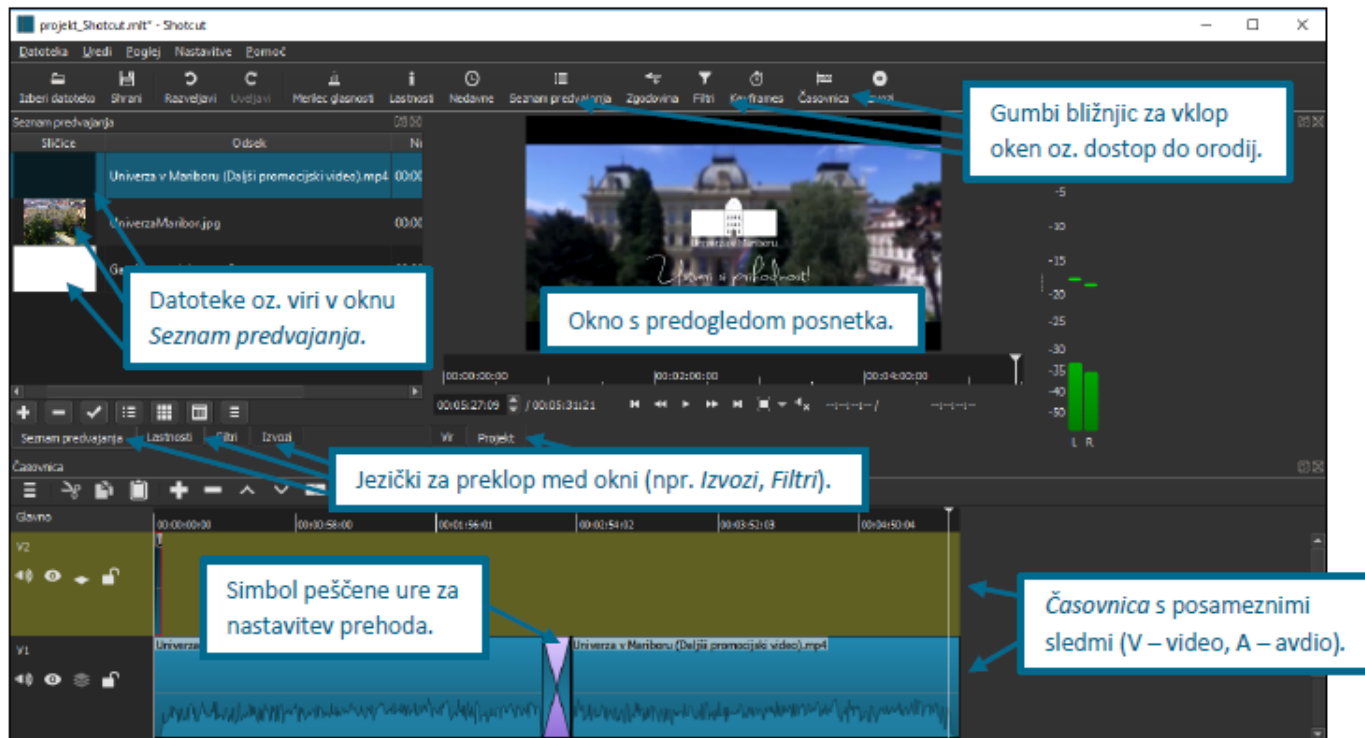 projekt_Shotcut.mlt* - Shotcut
Datoteka Uredi Poglej Nastavitve Pomoč
Izberi datoteko Shrani Razveljavi Uveljavi Merilec glasnosti Lastnosti Nedavne Seznam predvajanja Zgodovina Filtri Keyframes Časovnica
Gumbi bližnjic za vklop
oken oz. dostop do orodij.
Seznam predvajanja
Sličice Odsek
Univerza v Mariboru (Daljši promocijski video).mp4 00:00
UniverzaMaribor.jpg 00:00
Datoteke oz. viri v oknu
Seznam predvajanja.
Univerza v Mariboru
Okno s predogledom posnetka.
-5
-10
-15
-20
-25
-30
-35
-40
-50
L R
00:00:00:00 00:02:00:00 00:04:00:00
00:05:27:09 / 00:05:31:21 --:--:--:-- / --:--:--:--
Seznam predvajanja Lastnosti Filtri Izvozi Vir Projekt
Jezički za preklop med okni (npr. Izvozi, Filtri).
Časovnica
Glavno 00:00:00:00 00:00:58:00 00:01:56:01 00:02:54:02 00:03:52:03 00:04:50:04
V2
Simbol peščene ure za
nastavitev prehoda.
Časovnica s posameznimi
sledmi (V – video, A – avdio).
V1
Univerza v Mariboru (Daljši promocijski video).mp4